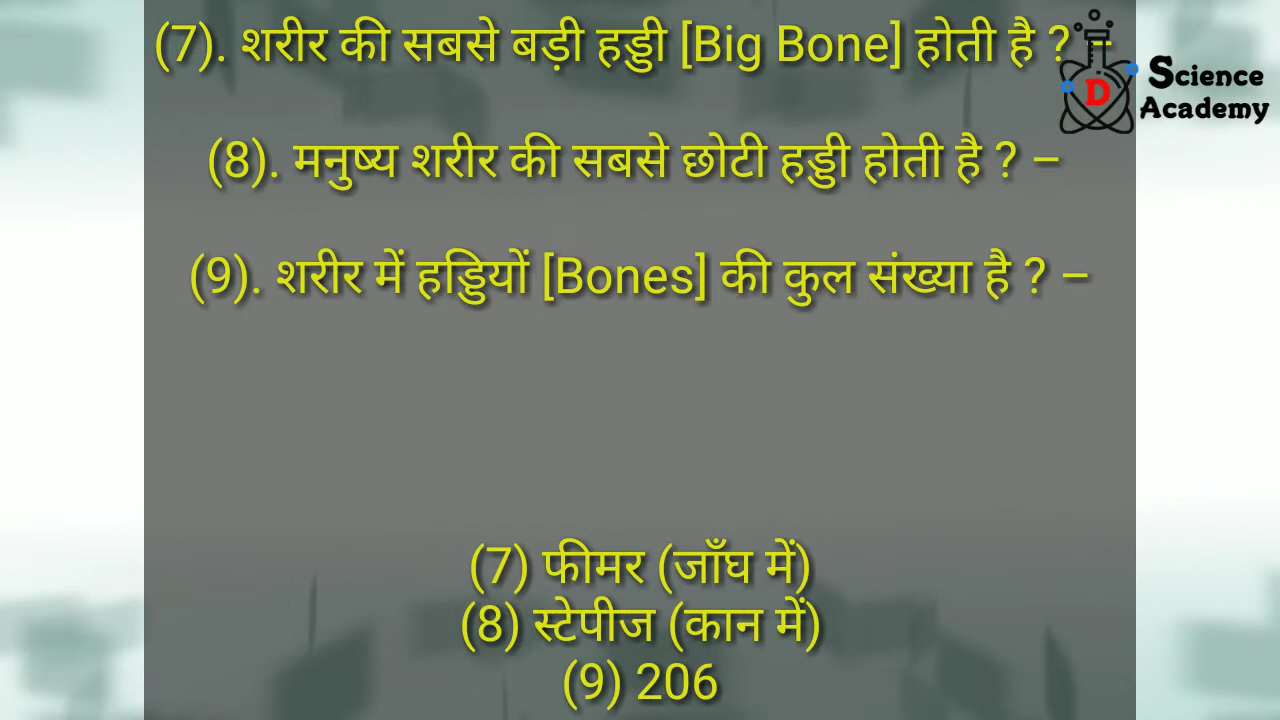 (7). शरीर की सबसे बड़ी हड्डी [Big Bone] होती है ? –
(8). मनुष्य शरीर की सबसे छोटी हड्डी होती है ? –
(9). शरीर में हड्डियों [Bones] की कुल संख्या है ? –
(7) फीमर (जाँघ में)
(8) स्टेपीज (कान में)
(9) 206
D
Science
Academy